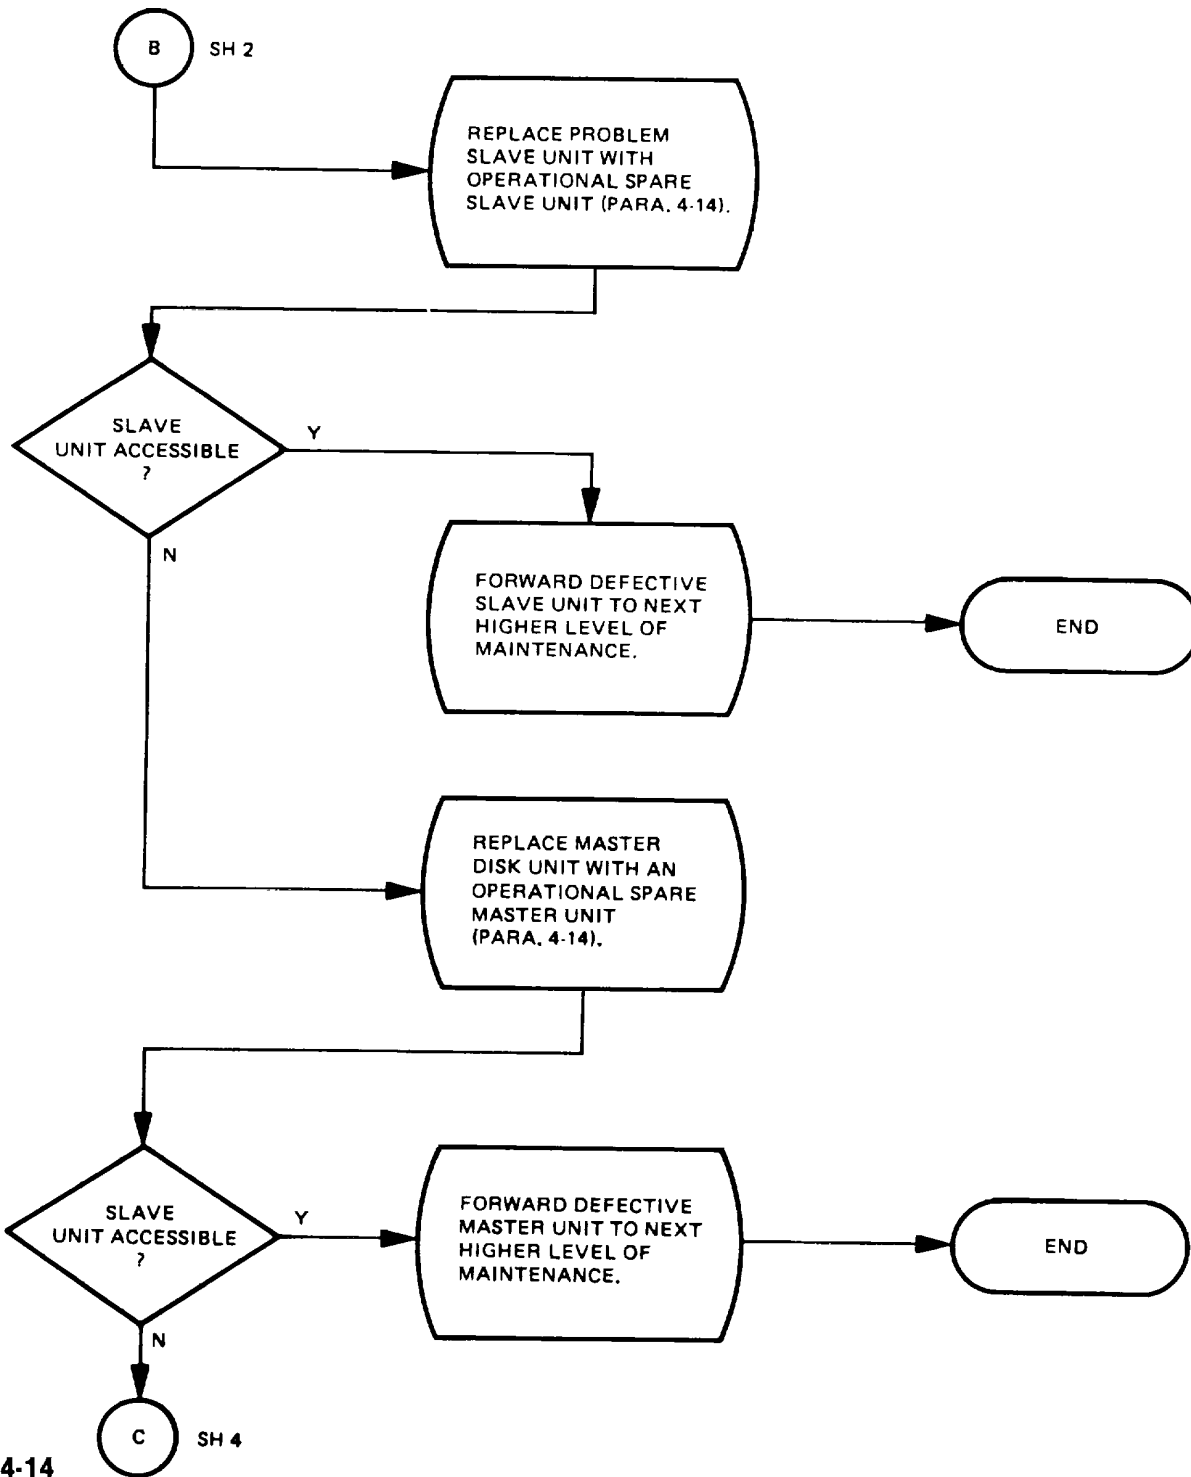 B SH 2
REPLACE PROBLEM
SLAVE UNIT WITH
OPERATIONAL SPARE
SLAVE UNIT (PARA. 4-14).
SLAVE
UNIT ACCESSIBLE
?
Y
N
FORWARD DEFECTIVE
SLAVE UNIT TO NEXT
HIGHER LEVEL OF
MAINTENANCE.
END
REPLACE MASTER
DISK UNIT WITH AN
OPERATIONAL SPARE
MASTER UNIT
(PARA. 4-14).
SLAVE
UNIT ACCESSIBLE
?
Y
N
FORWARD DEFECTIVE
MASTER UNIT TO NEXT
HIGHER LEVEL OF
MAINTENANCE.
END
C SH 4
4-14